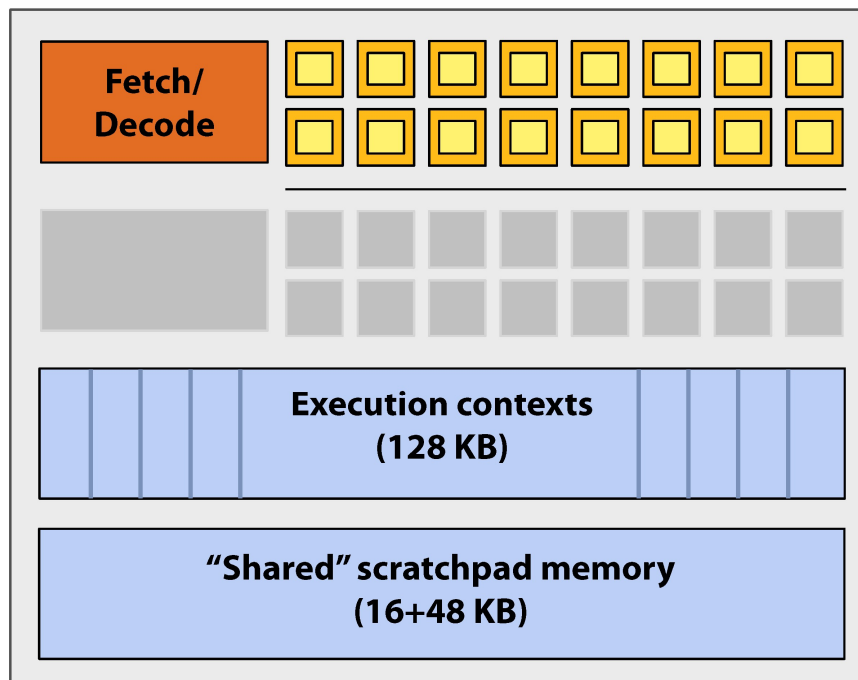 Fetch/
Decode
Execution contexts
(128 KB)
“Shared” scratchpad memory
(16+48 KB)